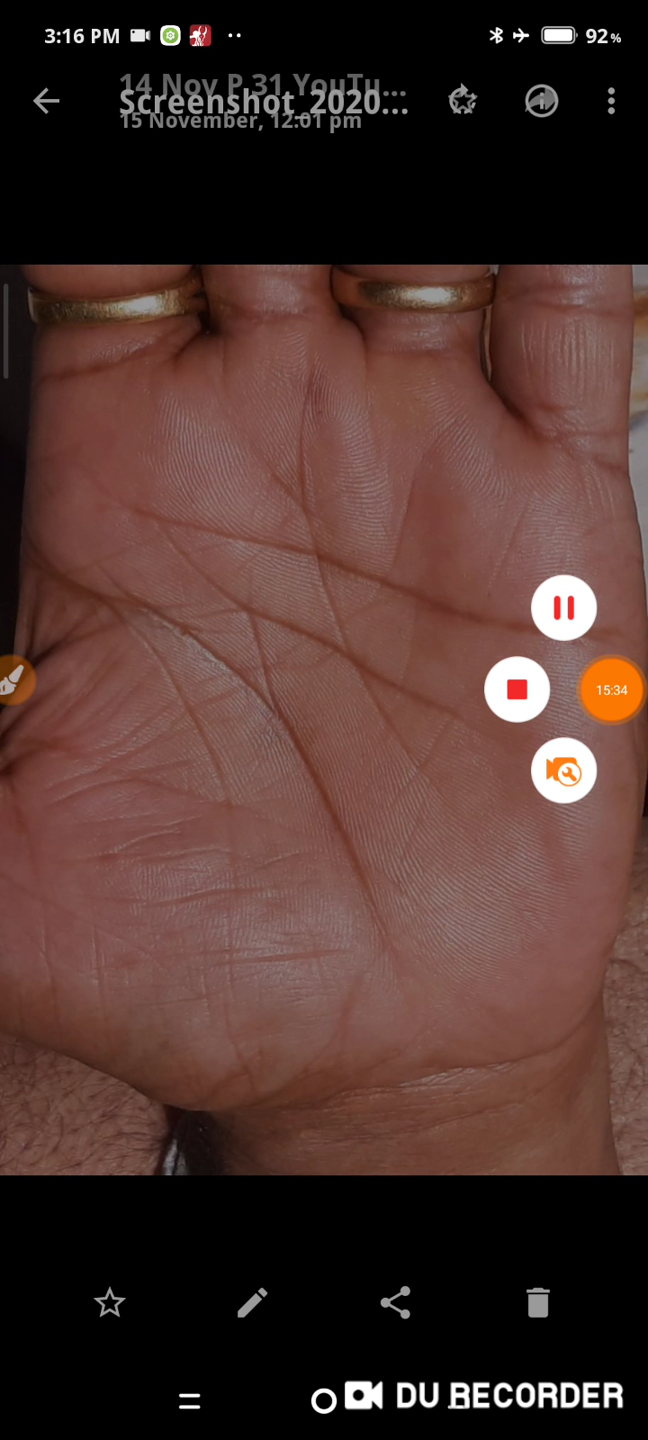 3:16 PM 92%
14 Nov P 31 YouTu...
Screenshot_2020...
15 November, 12:01 pm
15:34
DU RECORDER